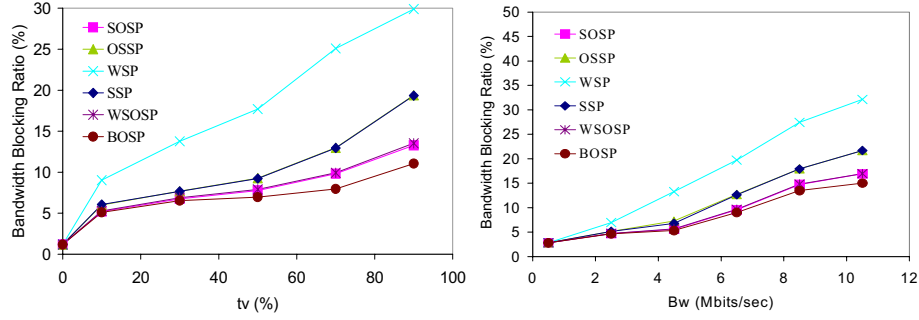 Bandwidth Blocking Ratio (%)
30
25
20
15
10
5
0
SOSP
OSSP
WSP
SSP
WSOSP
BOSP
0 20 40 60 80 100
tv (%)
Bandwidth Blocking Ratio (%)
50
45
40
35
30
25
20
15
10
5
0
SOSP
OSSP
WSP
SSP
WSOSP
BOSP
0 2 4 6 8 10 12
Bw (Mbits/sec)